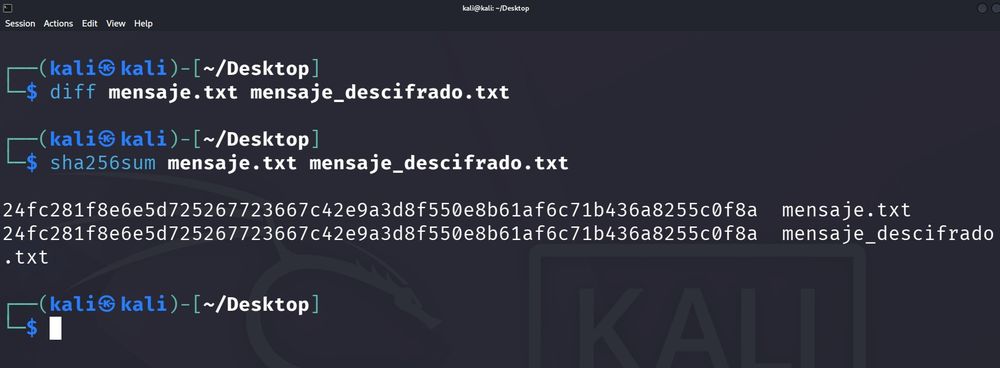 kali@kali: ~/Desktop
Session Actions Edit View Help
┌──(kali㉿kali)-[~/Desktop]
└─$ diff mensaje.txt mensaje_descifrado.txt
┌──(kali㉿kali)-[~/Desktop]
└─$ sha256sum mensaje.txt mensaje_descifrado.txt
24fc281f8e6e5d725267723667c42e9a3d8f550e8b61af6c71b436a8255c0f8a  mensaje.txt
24fc281f8e6e5d725267723667c42e9a3d8f550e8b61af6c71b436a8255c0f8a  mensaje_descifrado
.txt
┌──(kali㉿kali)-[~/Desktop]
└─$
KALI